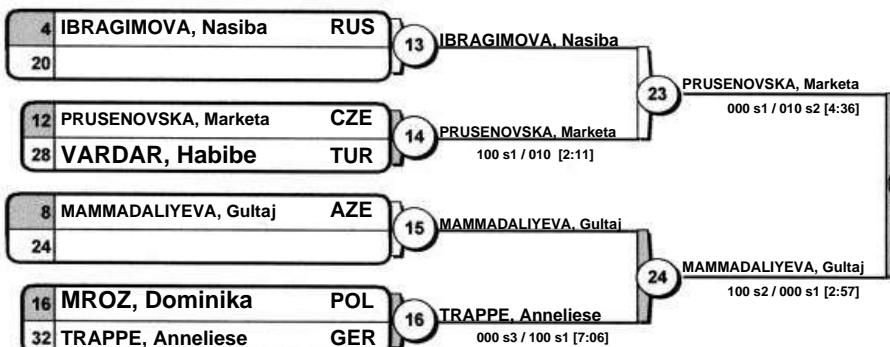 4 IBRAGIMOVA, Nasiba RUS
20
13
IBRAGIMOVA, Nasiba
12 PRUSENOVSKA, Marketa CZE
28 VARDAR, Habibe TUR
14
PRUSENOVSKA, Marketa
100 s1 / 010 [2:11]
23
PRUSENOVSKA, Marketa
000 s1 / 010 s2 [4:36]
8 MAMMADALIYEVA, Gultaj AZE
24
15
MAMMADALIYEVA, Gultaj
16 MROZ, Dominika POL
32 TRAPPE, Anneliese GER
16
TRAPPE, Anneliese
000 s3 / 100 s1 [7:06]
24
MAMMADALIYEVA, Gultaj
100 s2 / 000 s1 [2:57]